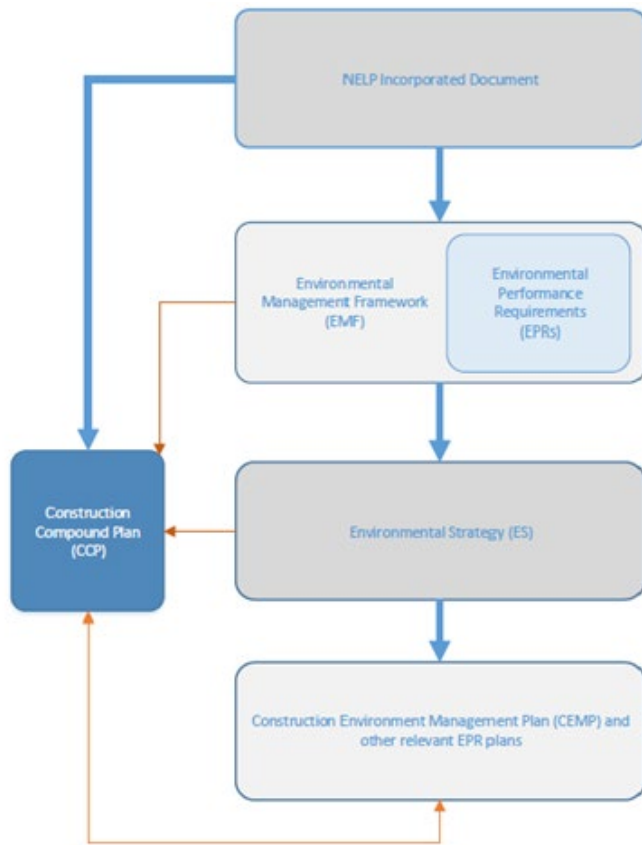 NELP Incorporated Document
Environmental
Management Framework
(EMF)
Environmental
Performance
Requirements
(EPRs)
Construction
Compound Plan
(CCP)
Environmental Strategy (ES)
Construction Environment Management Plan (CEMP) and
other relevant EPR plans